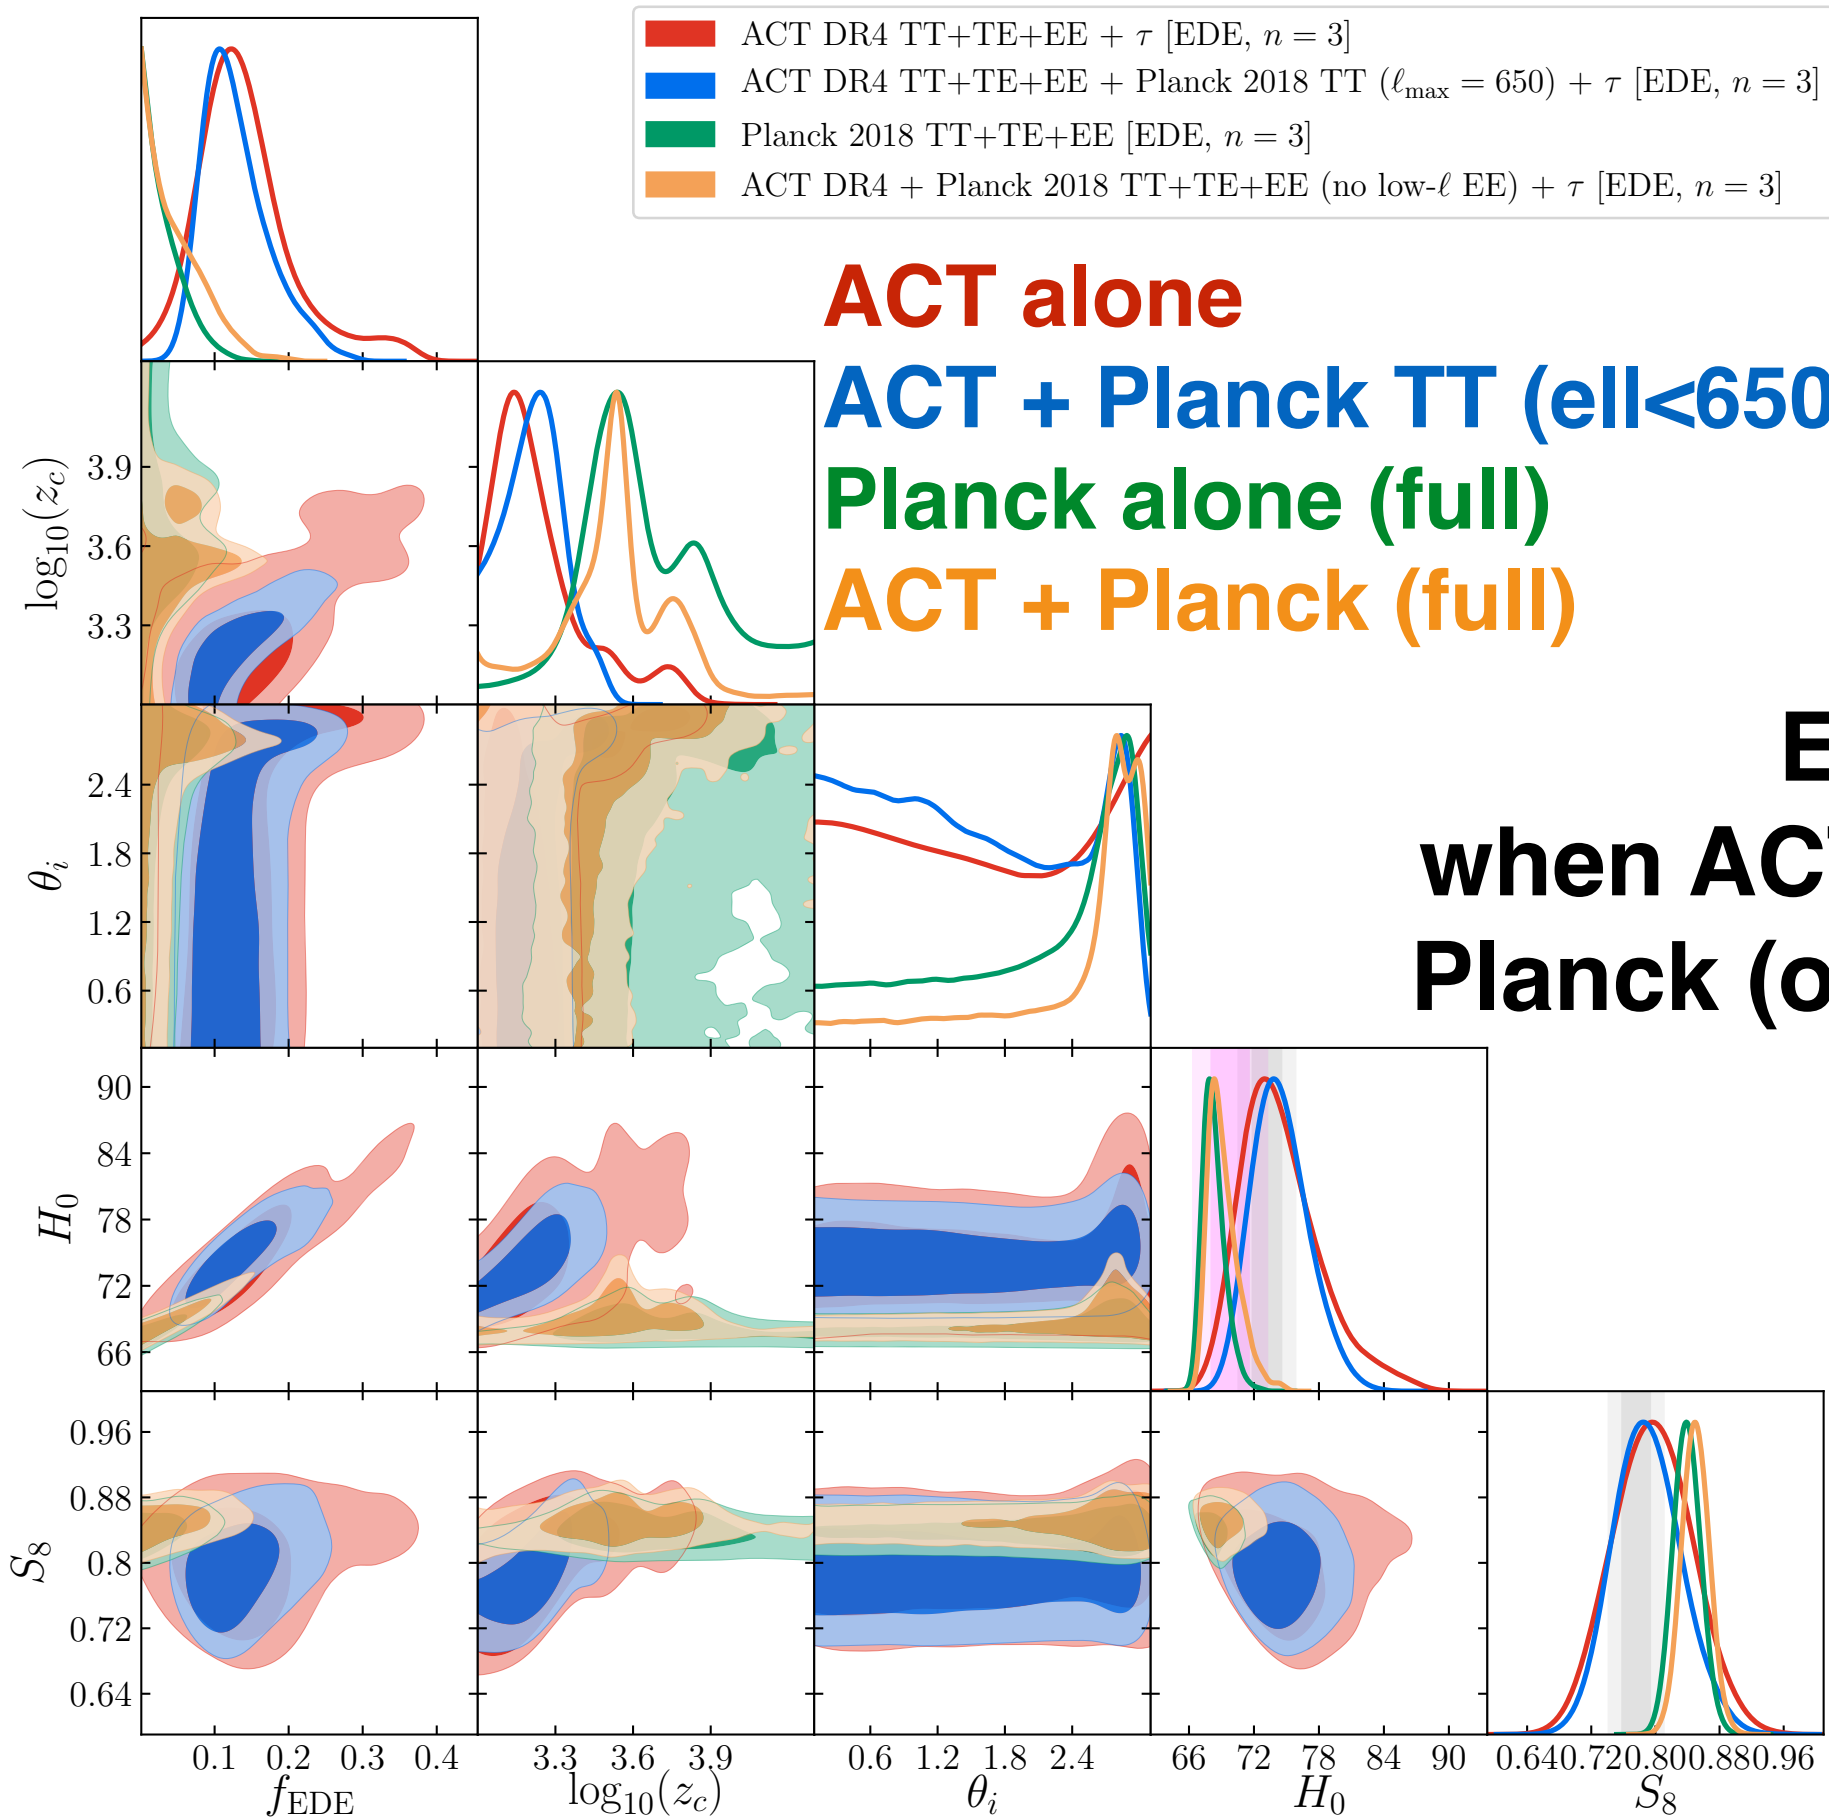 ACT DR4 TT+TE+EE + τ [EDE, n = 3]
ACT DR4 TT+TE+EE + Planck 2018 TT (ℓmax = 650) + τ [EDE, n = 3]
Planck 2018 TT+TE+EE [EDE, n = 3]
ACT DR4 + Planck 2018 TT+TE+EE (no low-ℓ EE) + τ [EDE, n = 3]
ACT alone
ACT + Planck TT (ell<650
Planck alone (full)
ACT + Planck (full)
E
when ACT
Planck (o
log10(zc)
3.9
3.6
3.3
θi
2.4
1.8
1.2
0.6
H0
90
84
78
72
66
S8
0.96
0.88
0.8
0.72
0.64
0.1 0.2 0.3 0.4
3.3 3.6 3.9
0.6 1.2 1.8 2.4
66 72 78 84 90
0.64 0.72 0.80 0.88 0.96
fEDE
log10(zc)
θi
H0
S8